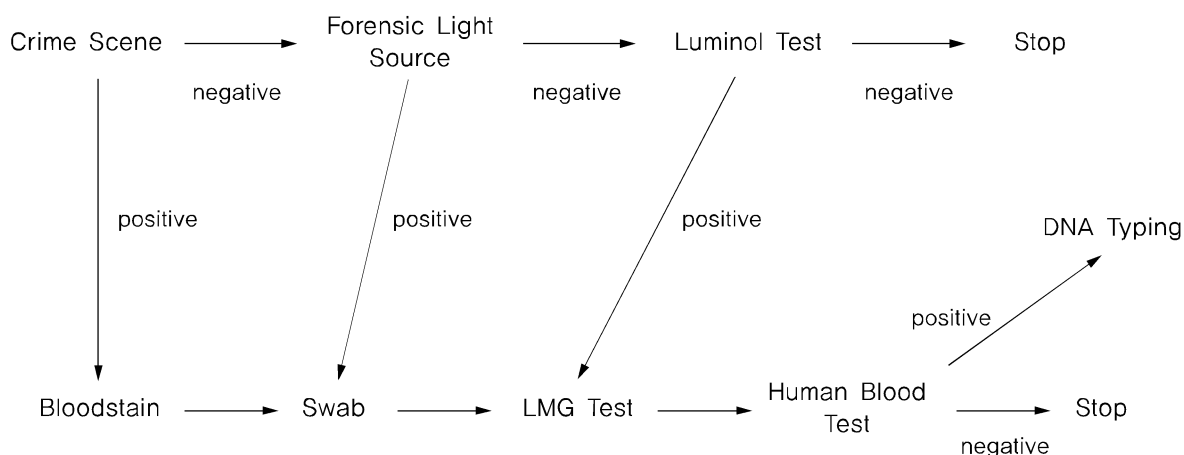 Crime Scene
Forensic Light
Source
Luminol Test
Stop
negative
negative
negative
positive
positive
positive
DNA Typing
positive
Bloodstain
Swab
LMG Test
Human Blood
Test
Stop
negative